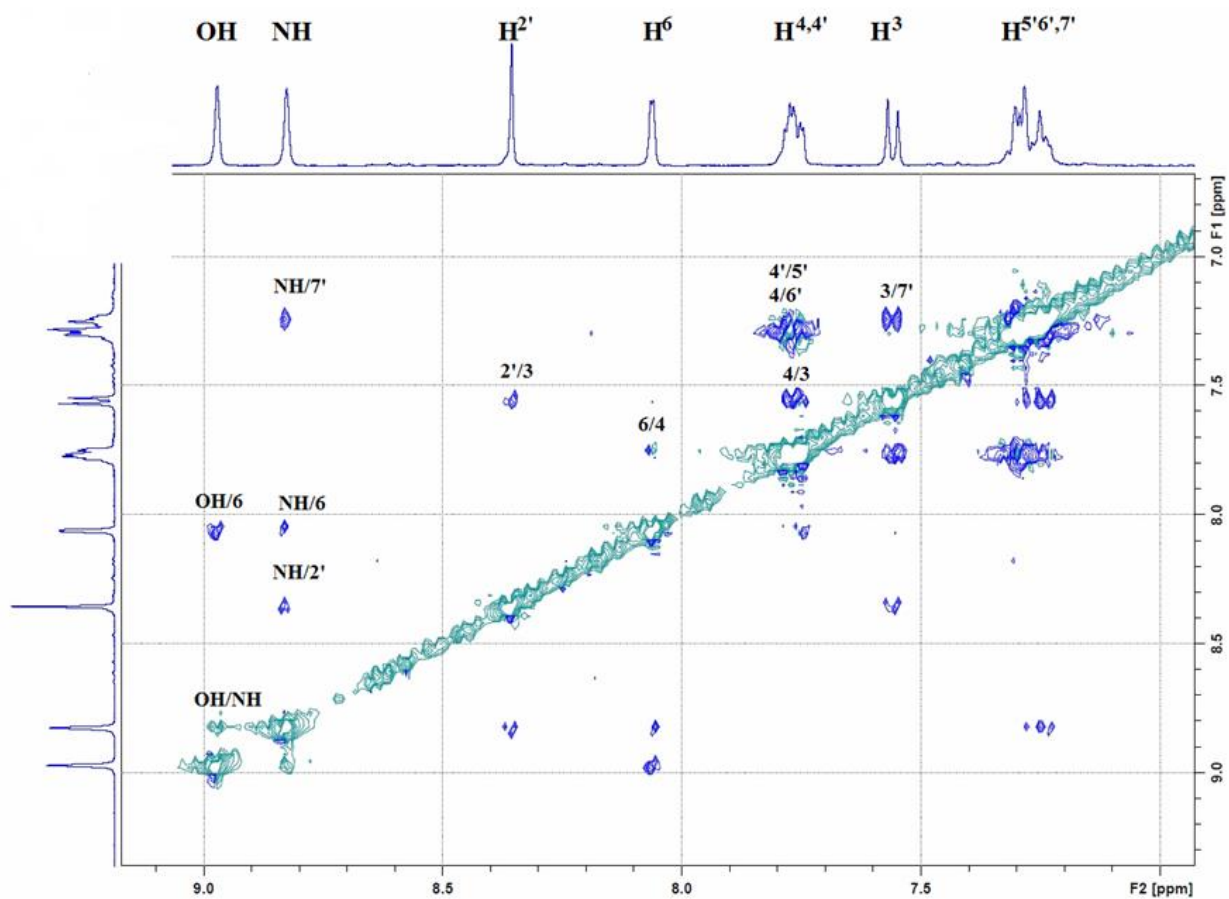 OH NH H2' H6 H4,4' H3 H5'6',7'
NH/7' 4'/5' 3/7'
4/6'
2'/3 4/3
6/4
OH/6 NH/6
NH/2'
OH/NH
7.0
7.5
8.0
8.5
9.0
F1 [ppm]
9.0 8.5 8.0 7.5 F2 [ppm]